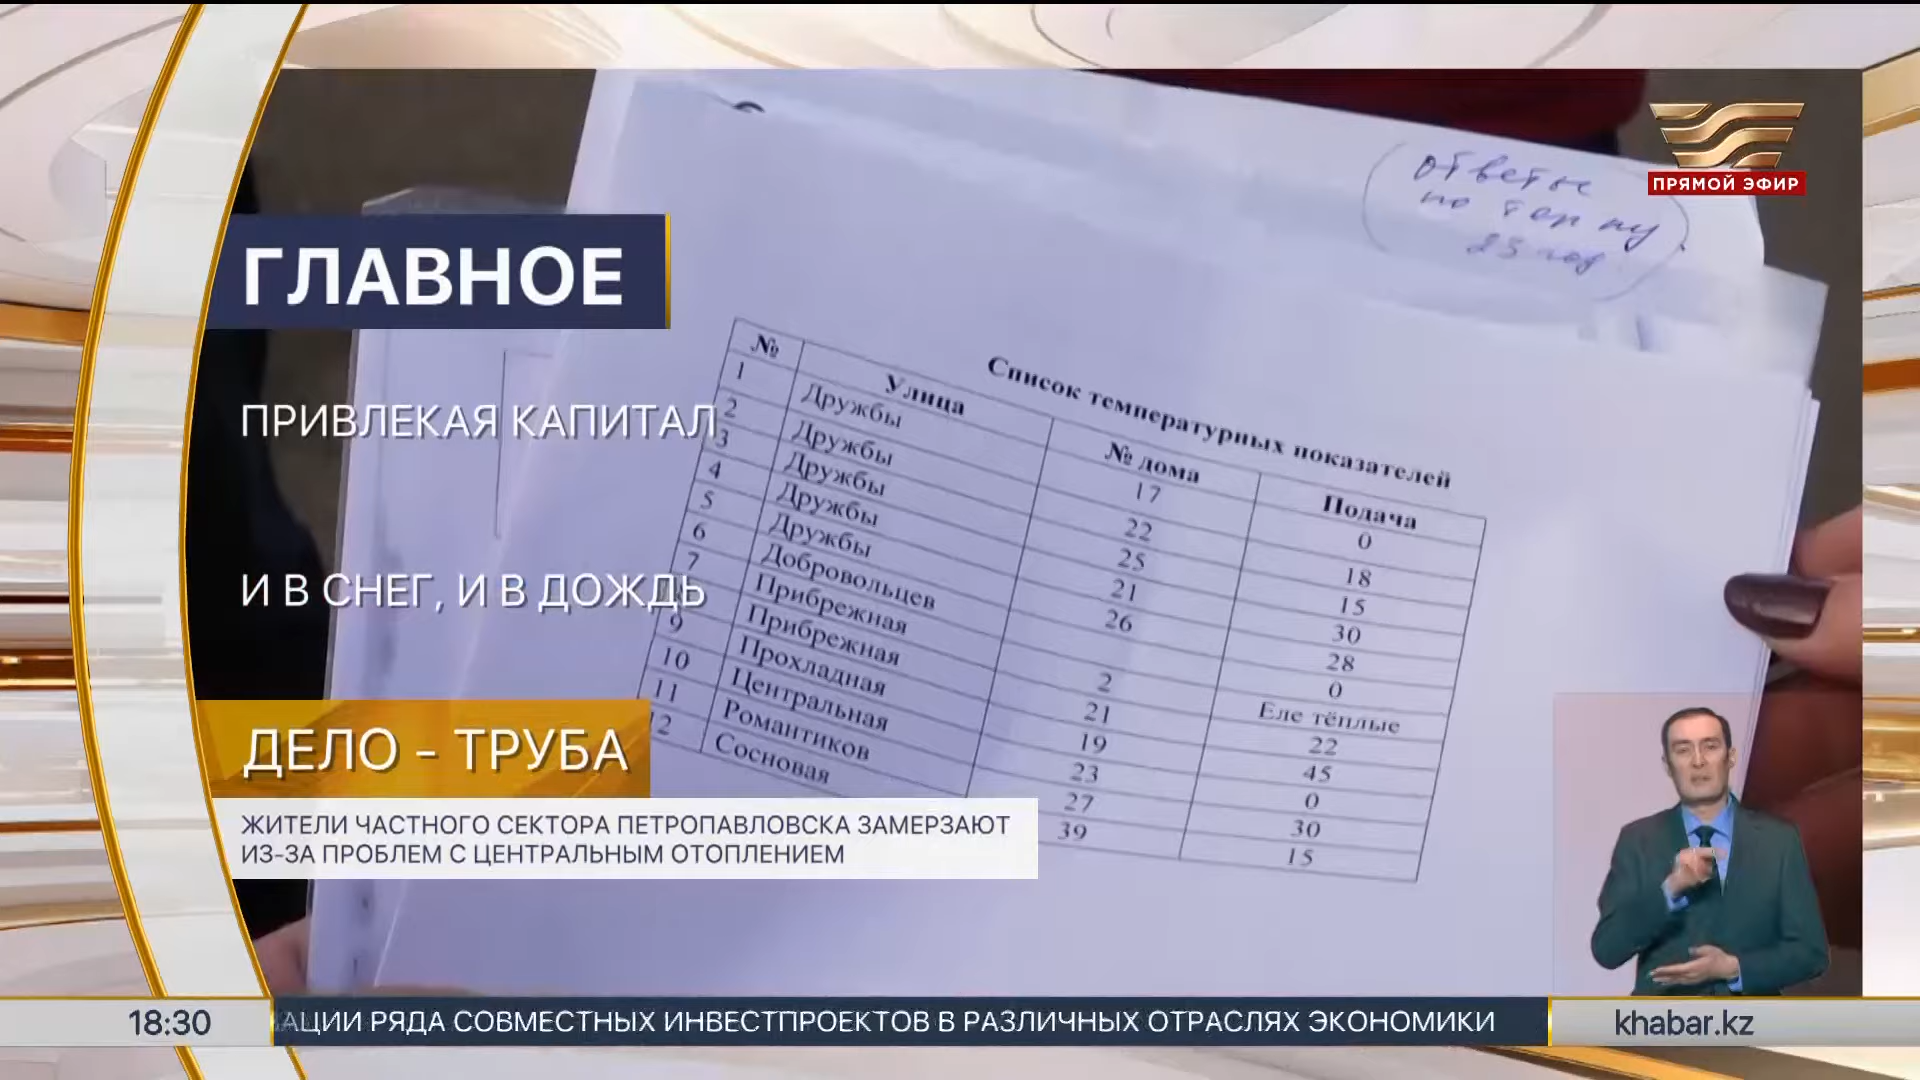 ПРЯМОЙ ЭФИР
ответы
по
23 год
ГЛАВНОЕ
ПРИВЛЕКАЯ КАПИТАЛ
И В СНЕГ, И В ДОЖДЬ
ДЕЛО - ТРУБА
ЖИТЕЛИ ЧАСТНОГО СЕКТОРА ПЕТРОПАВЛОВСКА ЗАМЕРЗАЮТ
ИЗ-ЗА ПРОБЛЕМ С ЦЕНТРАЛЬНЫМ ОТОПЛЕНИЕМ
Список температурных показателей
№ Улица № дома Подача
1 Дружбы 17 0
2 Дружбы 22 18
3 Дружбы 25 15
4 Дружбы 21 30
5 Дружбы 26 28
6 Добровольцев 0
7 Прибрежная 2 Еле тёплые
Прибрежная 21 22
9 Прохладная 19 45
10 Центральная 23 0
11 Романтиков 27 30
12 Сосновая 39 15
18:30
АЦИИ РЯДА СОВМЕСТНЫХ ИНВЕСТПРОЕКТОВ В РАЗЛИЧНЫХ ОТРАСЛЯХ ЭКОНОМИКИ
khabar.kz